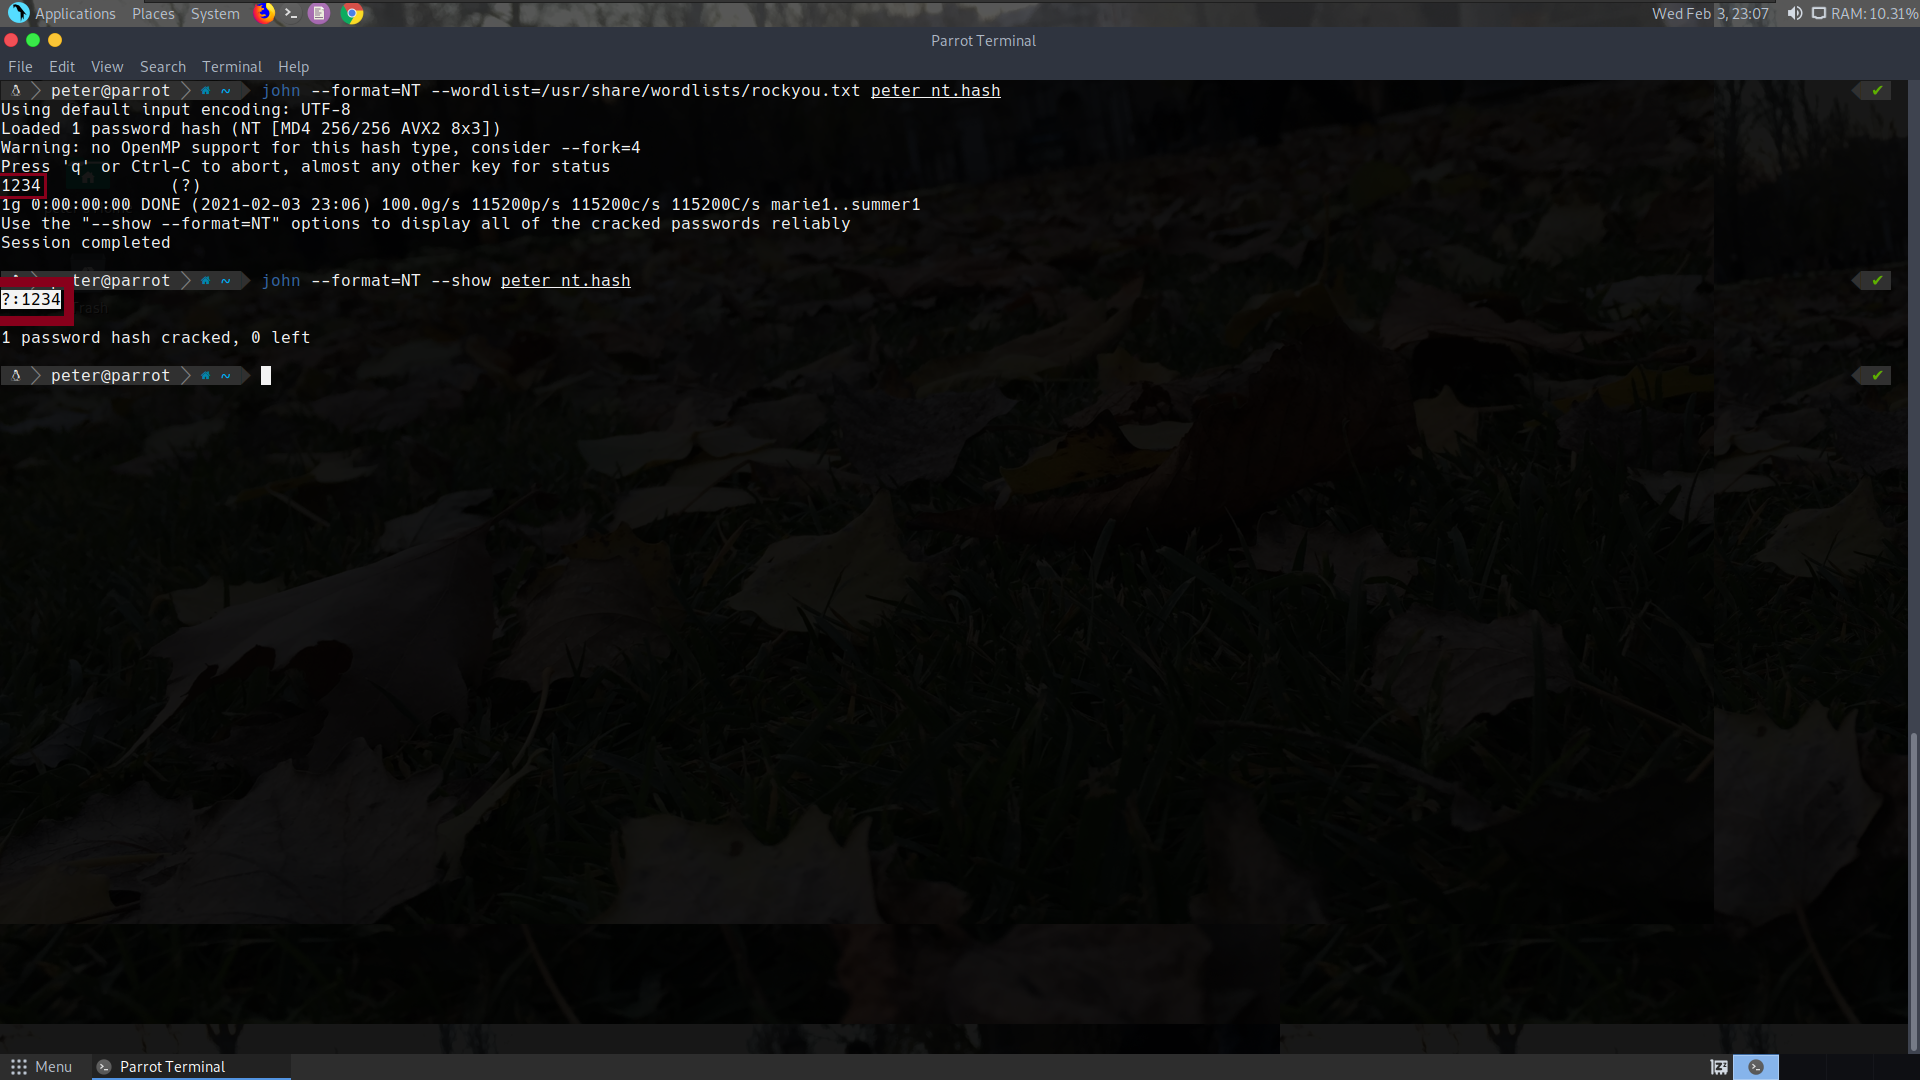 Applications Places System Wed Feb 3, 23:07 RAM: 10.31%
Parrot Terminal
File Edit View Search Terminal Help
peter@parrot ~ john --format=NT --wordlist=/usr/share/wordlists/rockyou.txt peter_nt.hash
Using default input encoding: UTF-8
Loaded 1 password hash (NT [MD4 256/256 AVX2 8x3])
Warning: no OpenMP support for this hash type, consider --fork=4
Press 'q' or Ctrl-C to abort, almost any other key for status
1234 (?)
1g 0:00:00:00 DONE (2021-02-03 23:06) 100.0g/s 115200p/s 115200c/s 115200C/s marie1..summer1
Use the "--show --format=NT" options to display all of the cracked passwords reliably
Session completed
ter@parrot ~ john --format=NT --show peter_nt.hash
?:1234
1 password hash cracked, 0 left
peter@parrot ~
Menu Parrot Terminal